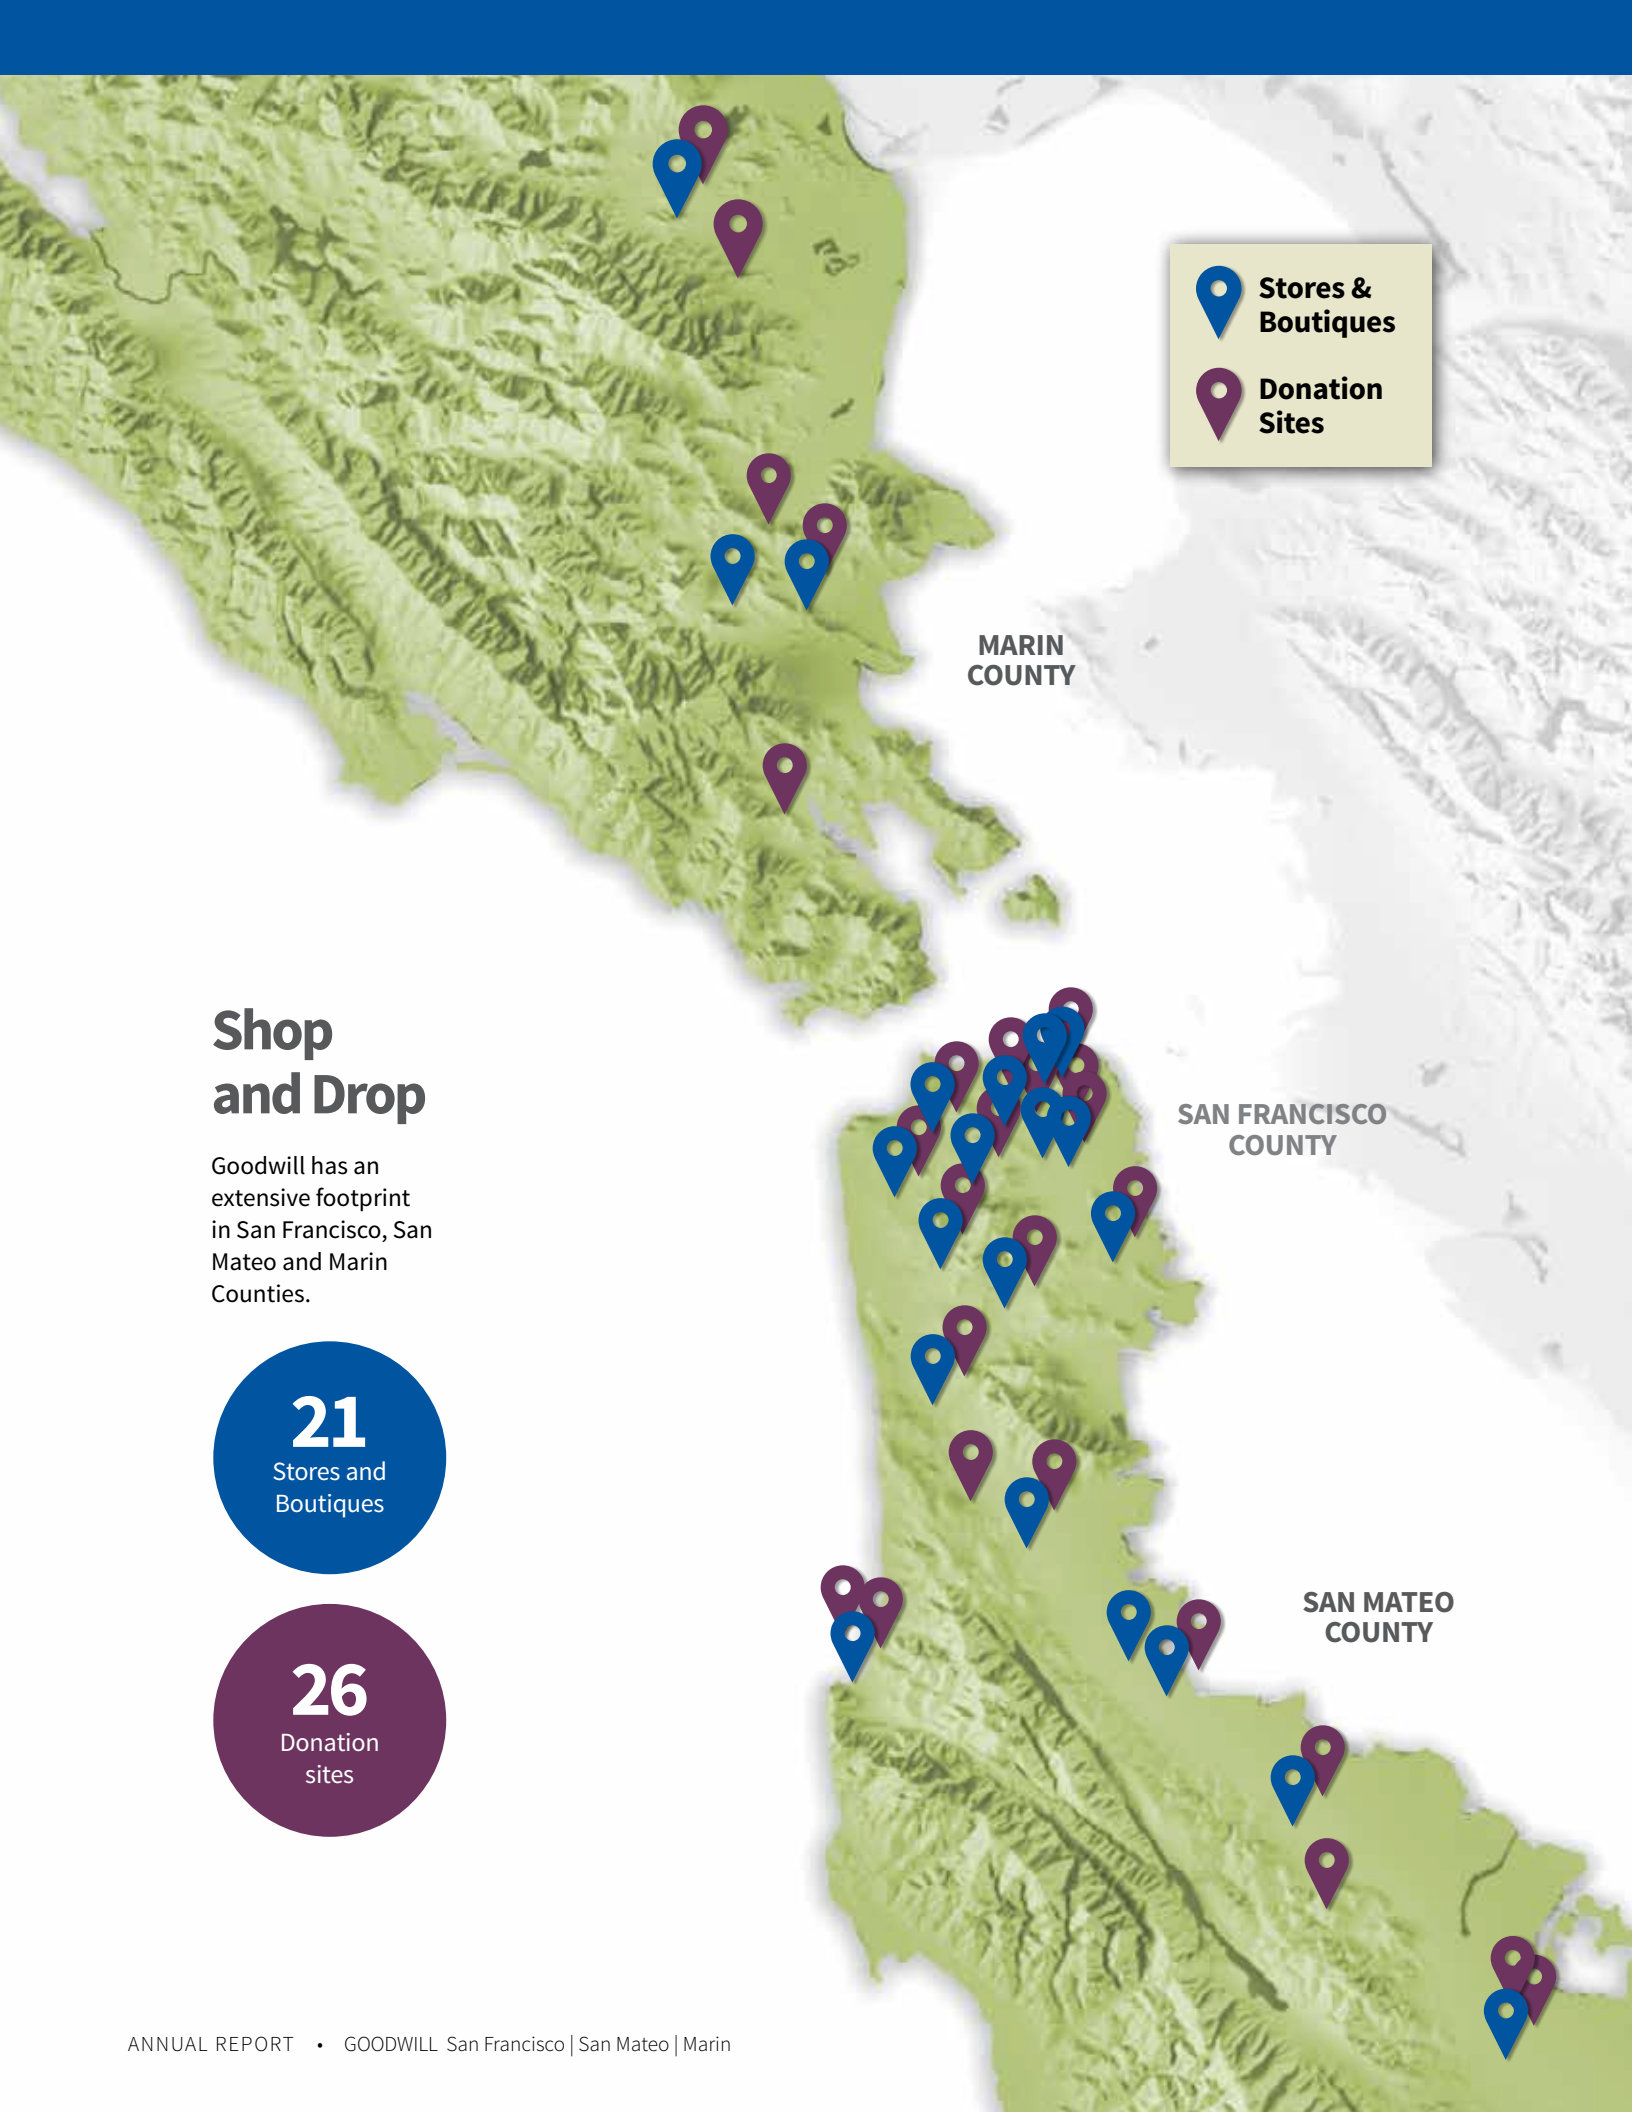 Stores &
Boutiques
Donation
Sites
MARIN
COUNTY
Shop
and Drop
Goodwill has an
extensive footprint
in San Francisco, San
Mateo and Marin
Counties.
SAN FRANCISCO
COUNTY
21
Stores and
Boutiques
SAN MATEO
COUNTY
26
Donation
sites
ANNUAL REPORT • GOODWILL San Francisco | San Mateo | Marin